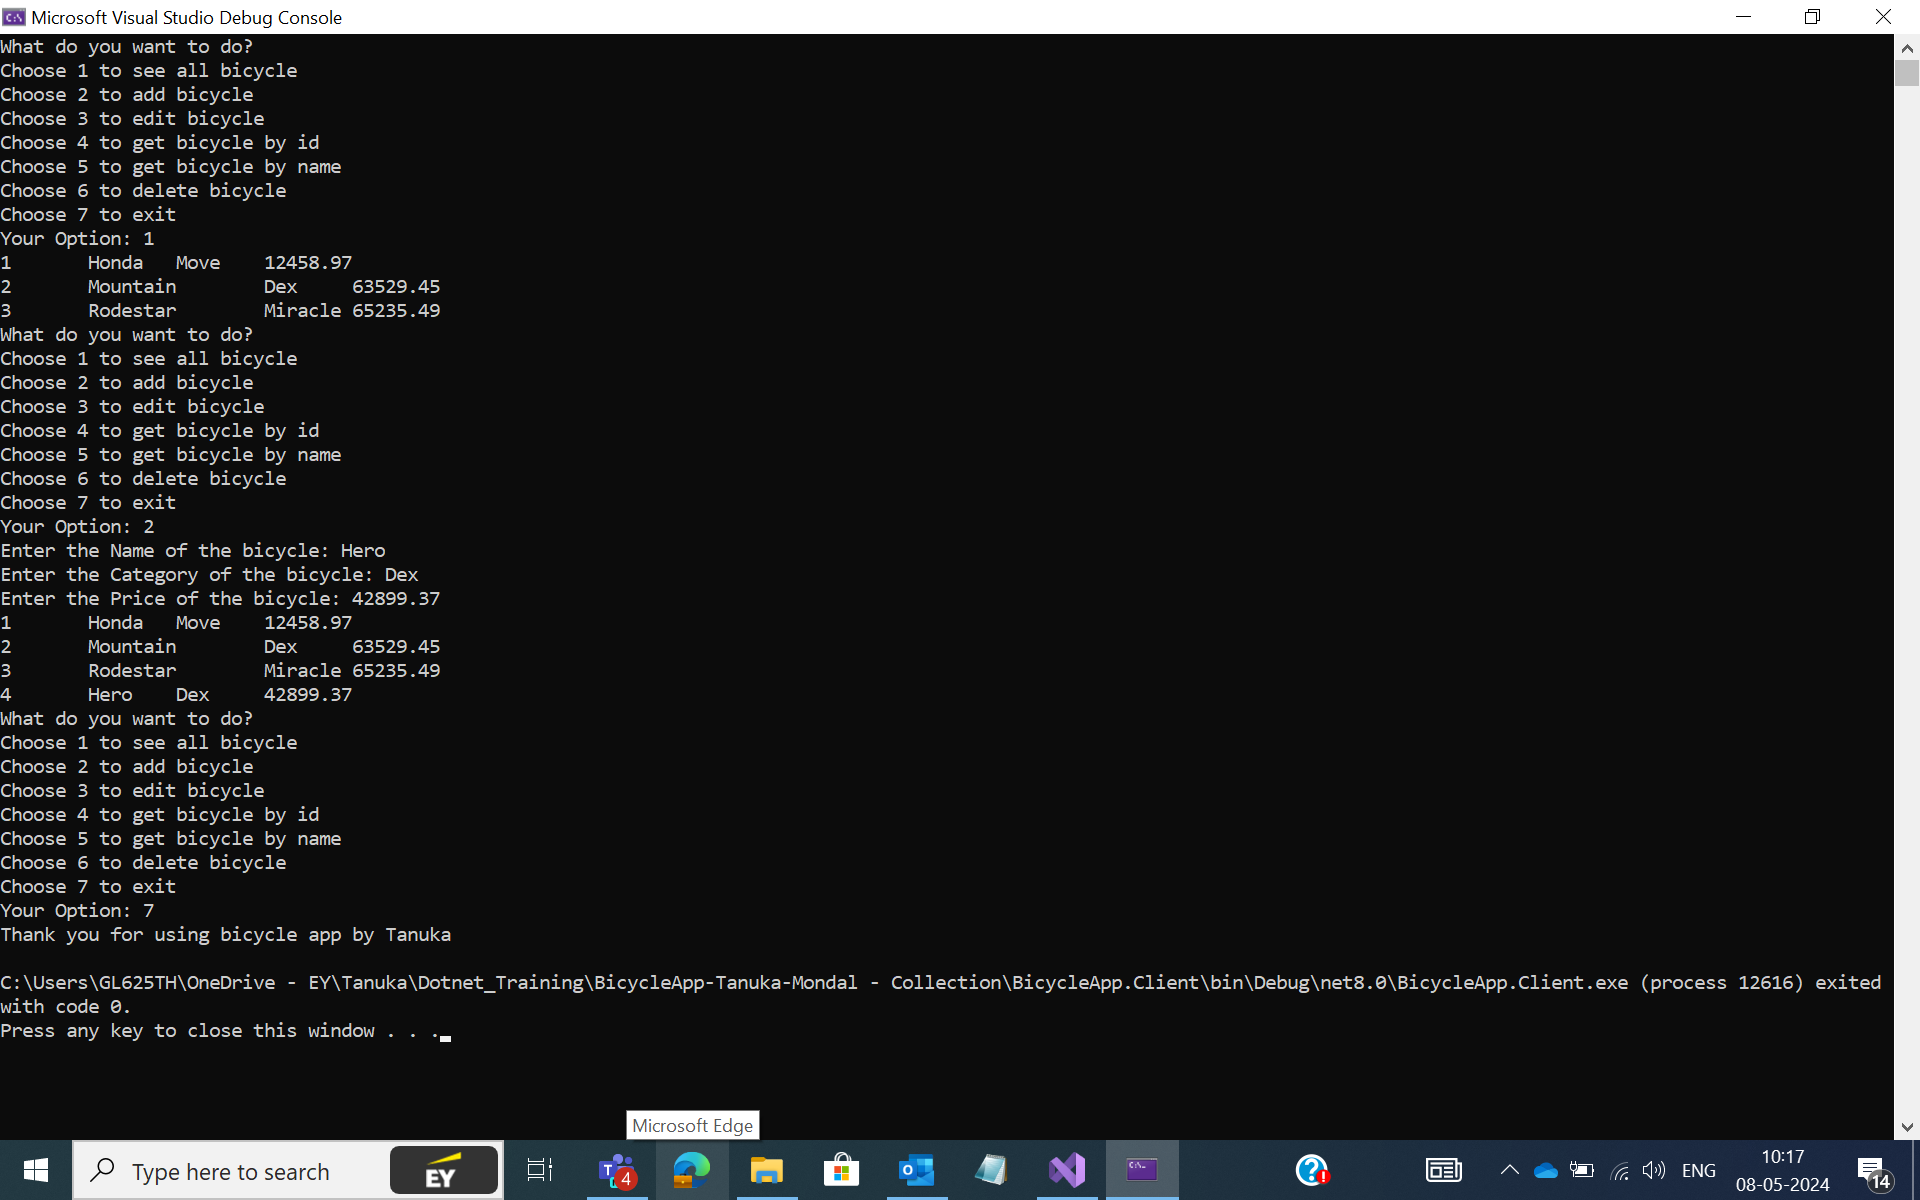 Microsoft Visual Studio Debug Console
What do you want to do?
Choose 1 to see all bicycle
Choose 2 to add bicycle
Choose 3 to edit bicycle
Choose 4 to get bicycle by id
Choose 5 to get bicycle by name
Choose 6 to delete bicycle
Choose 7 to exit
Your Option: 1
1       Honda   Move    12458.97
2       Mountain        Dex     63529.45
3       Rodestar        Miracle 65235.49
What do you want to do?
Choose 1 to see all bicycle
Choose 2 to add bicycle
Choose 3 to edit bicycle
Choose 4 to get bicycle by id
Choose 5 to get bicycle by name
Choose 6 to delete bicycle
Choose 7 to exit
Your Option: 2
Enter the Name of the bicycle: Hero
Enter the Category of the bicycle: Dex
Enter the Price of the bicycle: 42899.37
1       Honda   Move    12458.97
2       Mountain        Dex     63529.45
3       Rodestar        Miracle 65235.49
4       Hero    Dex     42899.37
What do you want to do?
Choose 1 to see all bicycle
Choose 2 to add bicycle
Choose 3 to edit bicycle
Choose 4 to get bicycle by id
Choose 5 to get bicycle by name
Choose 6 to delete bicycle
Choose 7 to exit
Your Option: 7
Thank you for using bicycle app by Tanuka
C:\Users\GL625TH\OneDrive - EY\Tanuka\Dotnet_Training\BicycleApp-Tanuka-Mondal - Collection\BicycleApp.Client\bin\Debug\net8.0\BicycleApp.Client.exe (process 12616) exited
with code 0.
Press any key to close this window . . .
Microsoft Edge
Type here to search
EY
4
ENG
10:17
08-05-2024
14